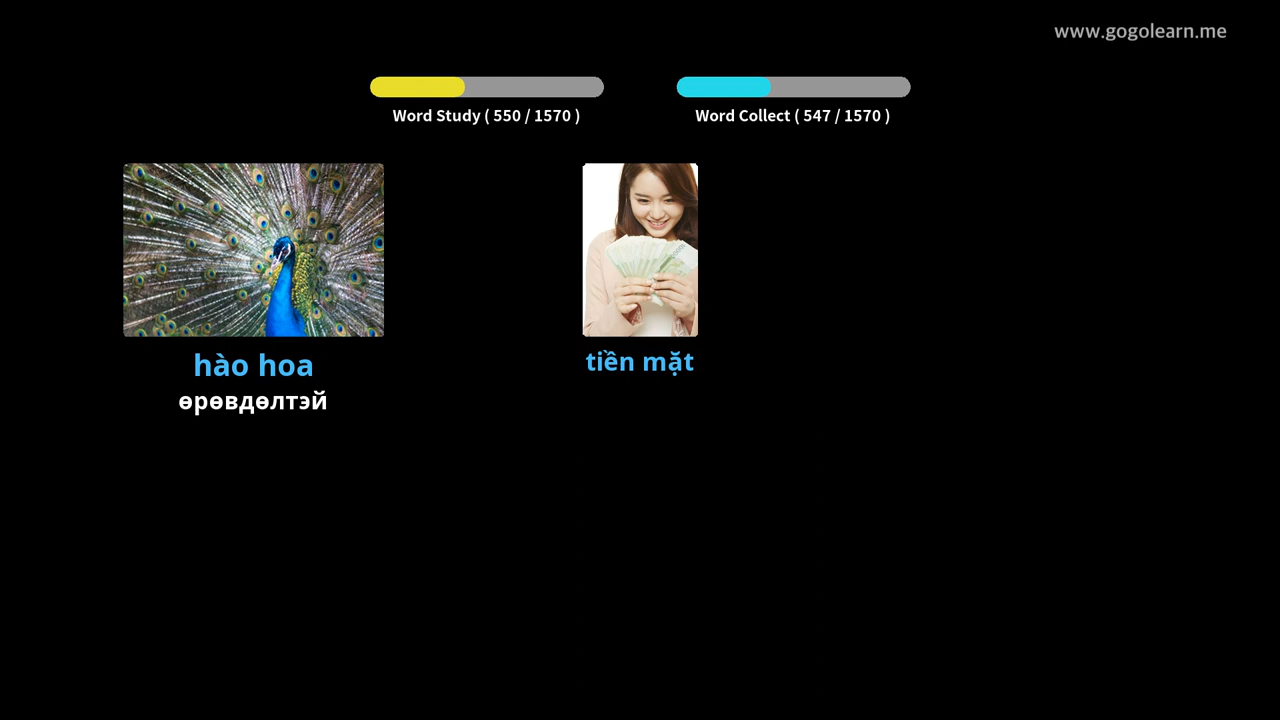 www.gogolearn.me
Word Study ( 550 / 1570 )
Word Collect ( 547 / 1570 )
hào hoa
өрөвдөлтэй
tiền mặt